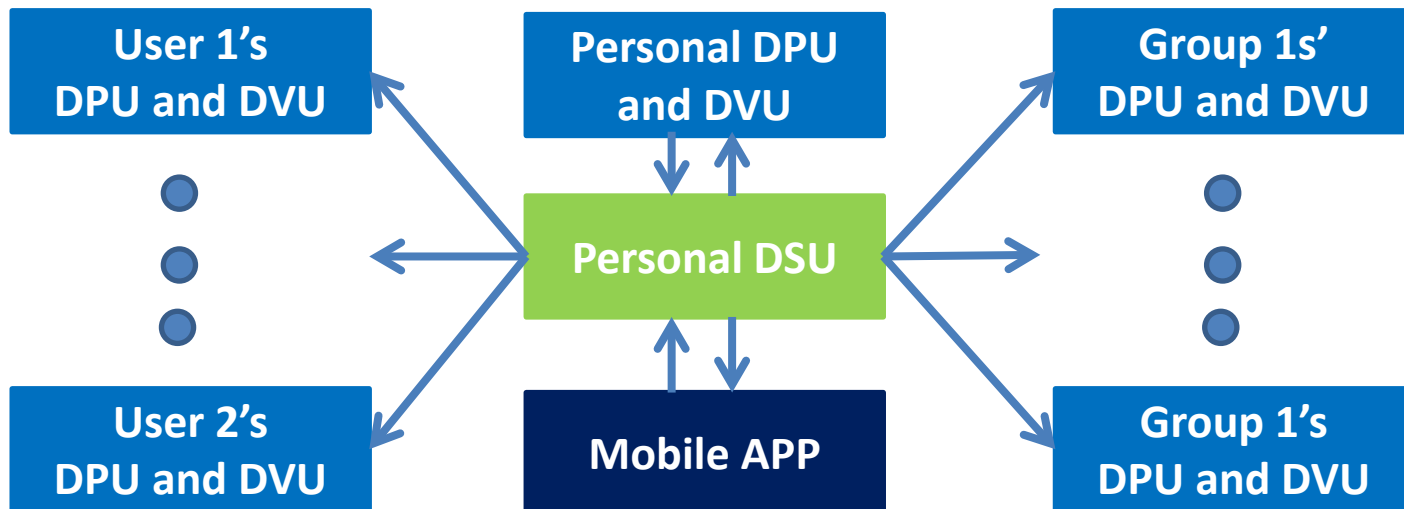 User 1’s
DPU and DVU
Personal DPU
and DVU
Group 1s’
DPU and DVU
Personal DSU
User 2’s
DPU and DVU
Mobile APP
Group 1’s
DPU and DVU